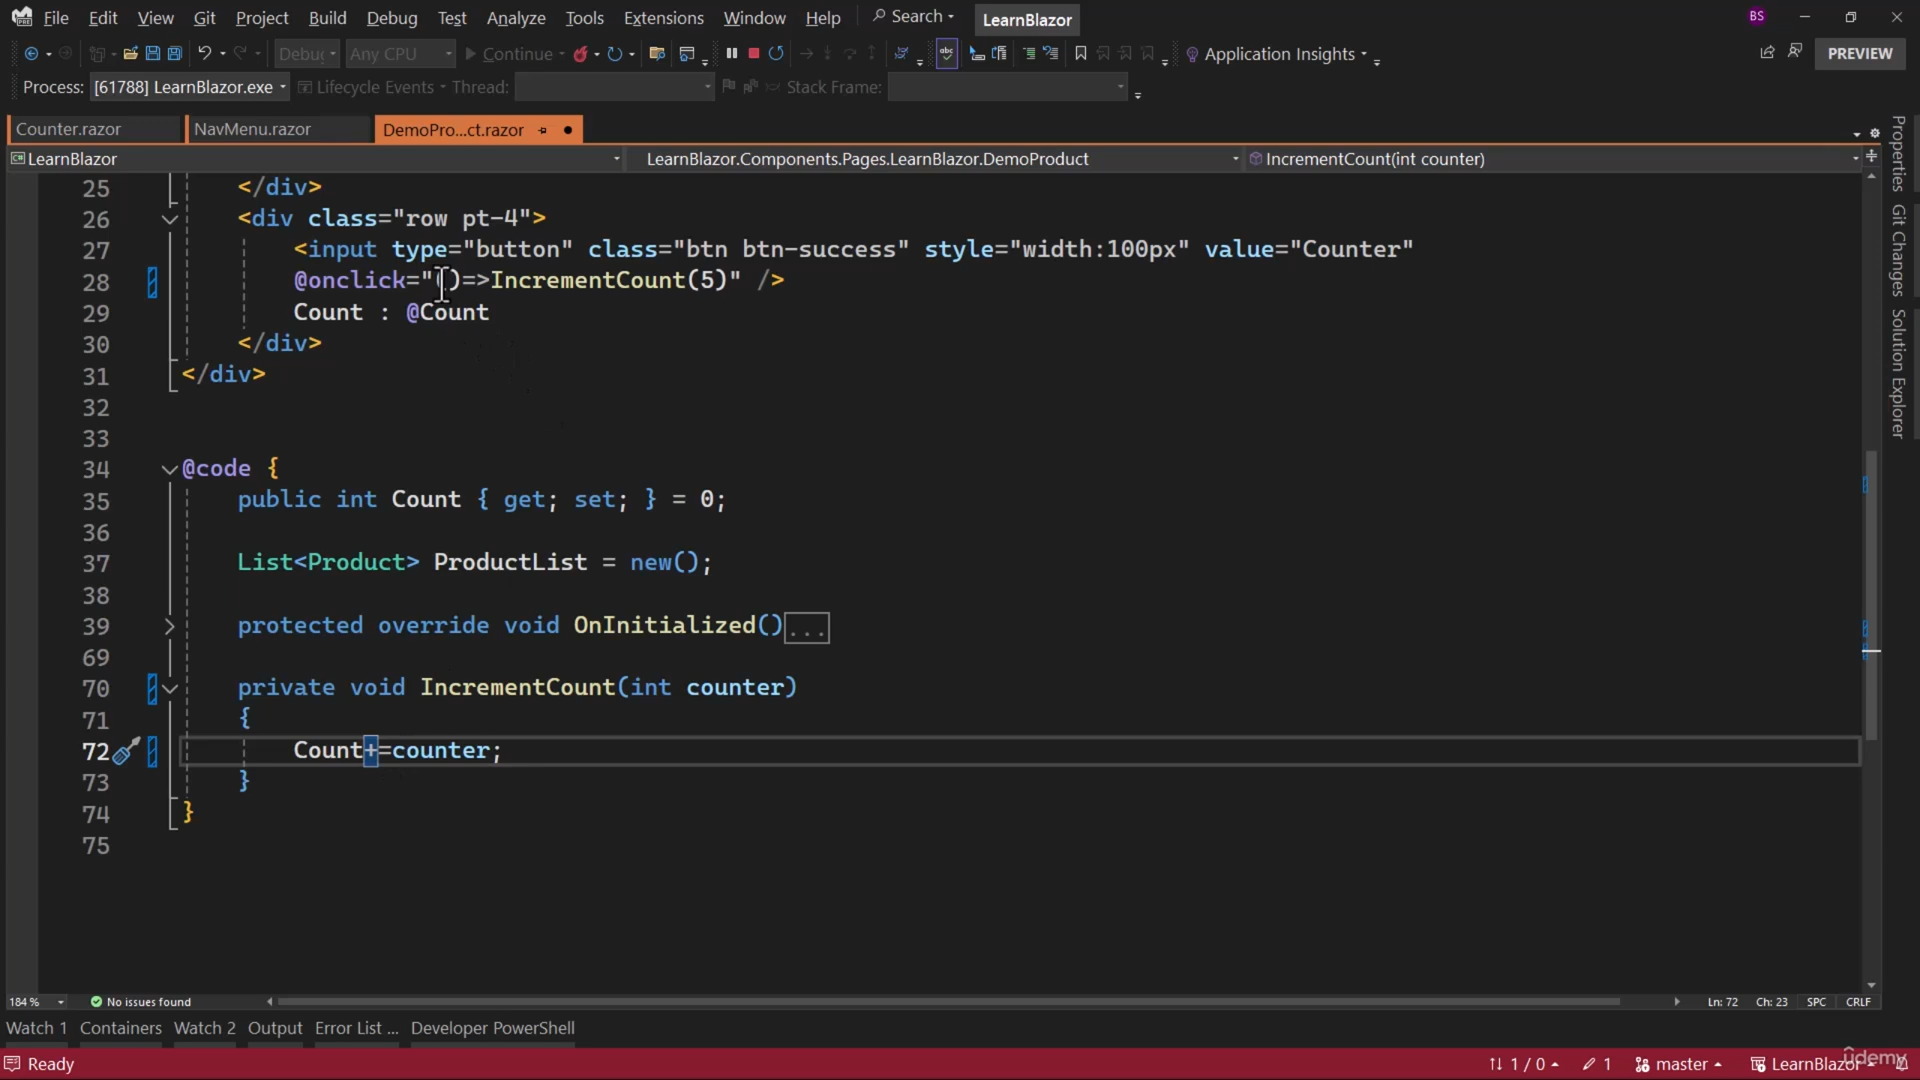 File Edit View Git Project Build Debug Test Analyze Tools Extensions Window Help Search LearnBlazor BS
Debug Any CPU Continue Application Insights PREVIEW
Process: [61788] LearnBlazor.exe Lifecycle Events Thread: Stack Frame:
Counter.razor NavMenu.razor DemoPro...ct.razor
LearnBlazor LearnBlazor.Components.Pages.LearnBlazor.DemoProduct IncrementCount(int counter)
25 </div>
26 <div class="row pt-4">
27 <input type="button" class="btn btn-success" style="width:100px" value="Counter"
28 @onclick="()=>IncrementCount(5)" />
29 Count : @Count
30 </div>
31 </div>
32
33
34 @code {
35 public int Count { get; set; } = 0;
36
37 List<Product> ProductList = new();
38
39 protected override void OnInitialized()...
69
70 private void IncrementCount(int counter)
71 {
72 Count+=counter;
73 }
74 }
75
184 % No issues found Ln: 72 Ch: 23 SPC CRLF
Watch 1 Containers Watch 2 Output Error List ... Developer PowerShell
Ready 1 / 0 1 master LearnBlazor
Properties
Git Changes
Solution Explorer
udemy